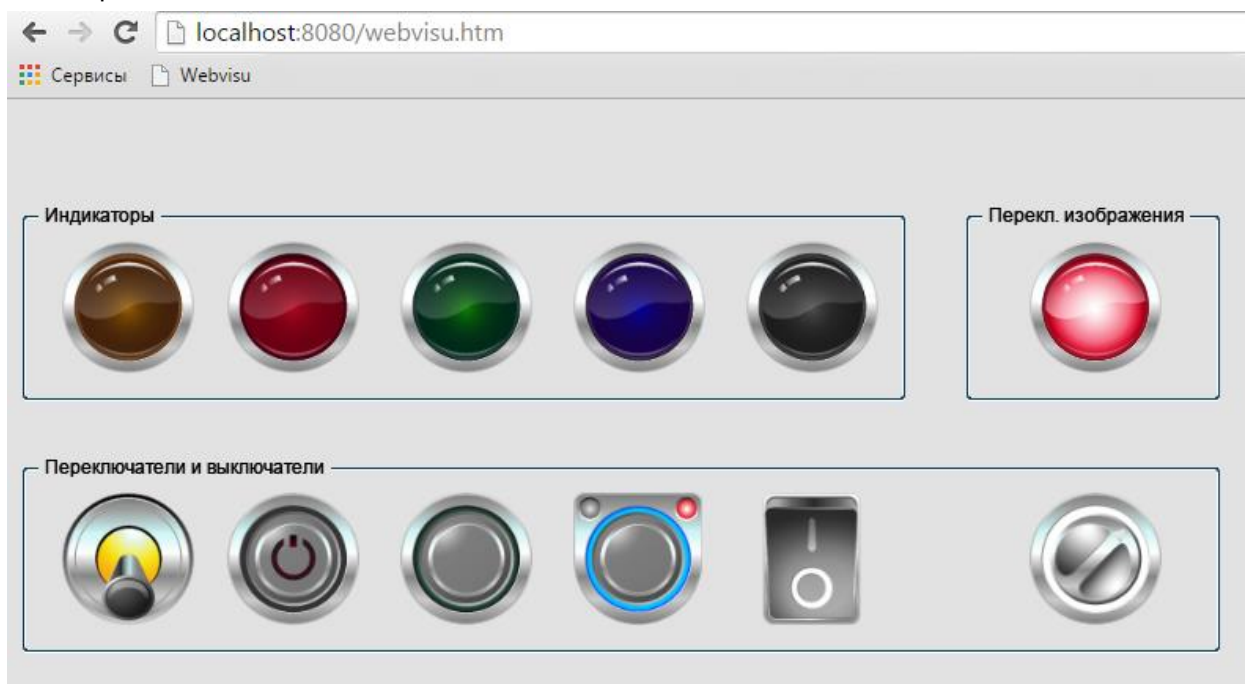 localhost:8080/webvisu.htm
Сервисы Webvisu
Индикаторы Перекл. изображения
Переключатели и выключатели